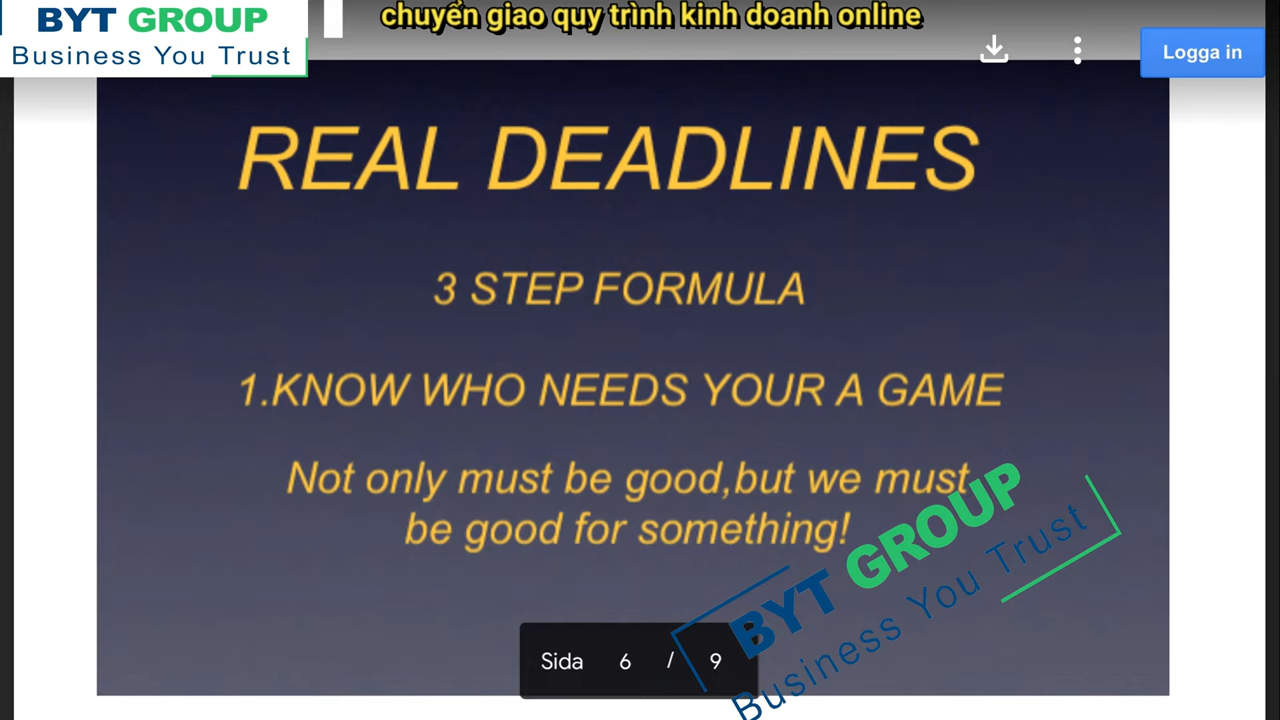 BYT GROUP
Business You Trust
chuyển giao quy trình kinh doanh online
Logga in
REAL DEADLINES
3 STEP FORMULA
1.KNOW WHO NEEDS YOUR A GAME
Not only must be good,but we must
be good for something!
BYT GROUP
Business You Trust
Sida 6 / 9